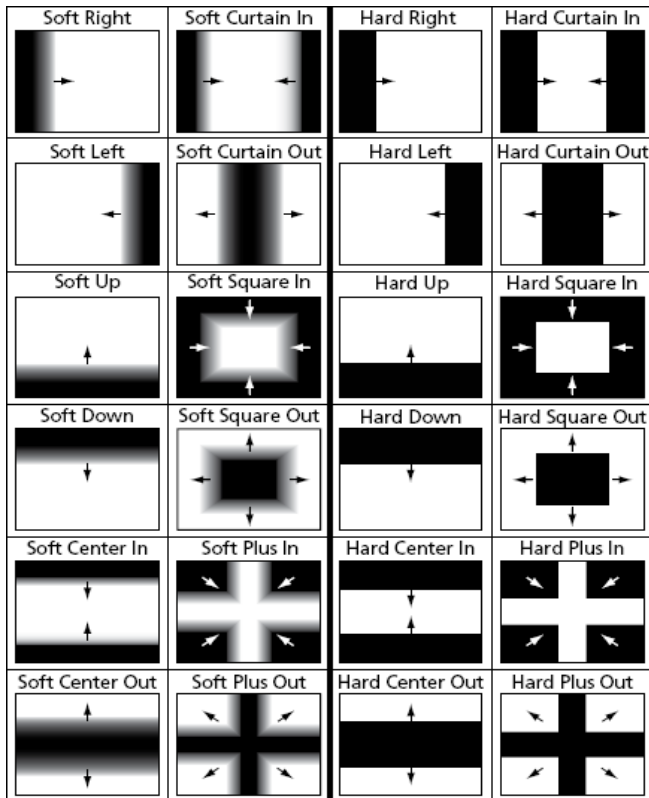 Soft Right
Soft Curtain In
Hard Right
Hard Curtain In
Soft Left
Soft Curtain Out
Hard Left
Hard Curtain Out
Soft Up
Soft Square In
Hard Up
Hard Square In
Soft Down
Soft Square Out
Hard Down
Hard Square Out
Soft Center In
Soft Plus In
Hard Center In
Hard Plus In
Soft Center Out
Soft Plus Out
Hard Center Out
Hard Plus Out